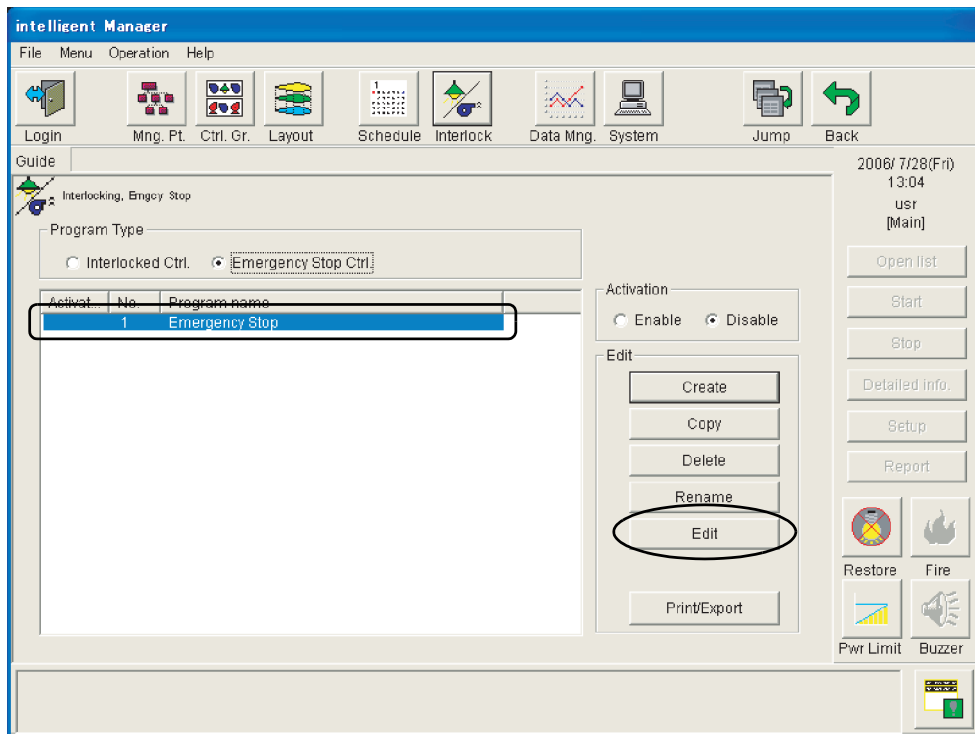 intelligent Manager
File Menu Operation Help
Login Mng. Pt. Ctrl. Gr. Layout Schedule Interlock Data Mng. System Jump Back
Guide
2006/ 7/28(Fri)
13:04
usr
[Main]
Interlocking, Emgcy Stop
Program Type
Interlocked Ctrl. Emergency Stop Ctrl.
Activat... No. Program name
1 Emergency Stop
Activation
Enable Disable
Edit
Create
Copy
Delete
Rename
Edit
Print/Export
Open list
Start
Stop
Detailed info.
Setup
Report
Restore Fire
Pwr Limit Buzzer